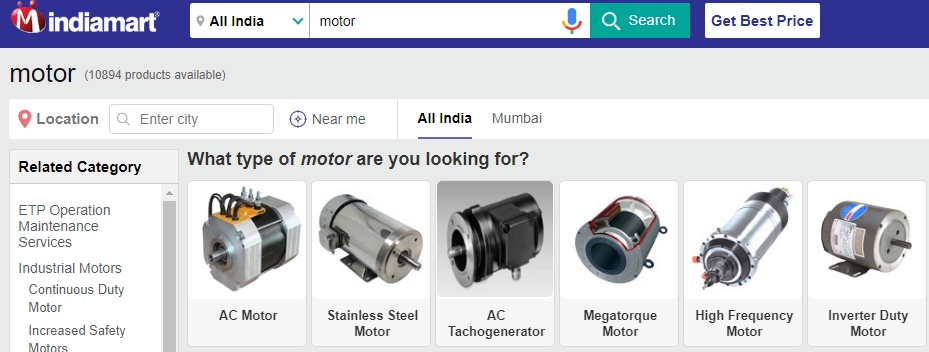 indiamart
All India
motor
Search
Get Best Price
motor (10894 products available)
Location
Enter city
Near me
All India
Mumbai
Related Category
ETP Operation
Maintenance
Services
Industrial Motors
Continuous Duty
Motor
Increased Safety
Motors
What type of motor are you looking for?
AC Motor
Stainless Steel
Motor
AC
Tachogenerator
Megatorque
Motor
High Frequency
Motor
Inverter Duty
Motor